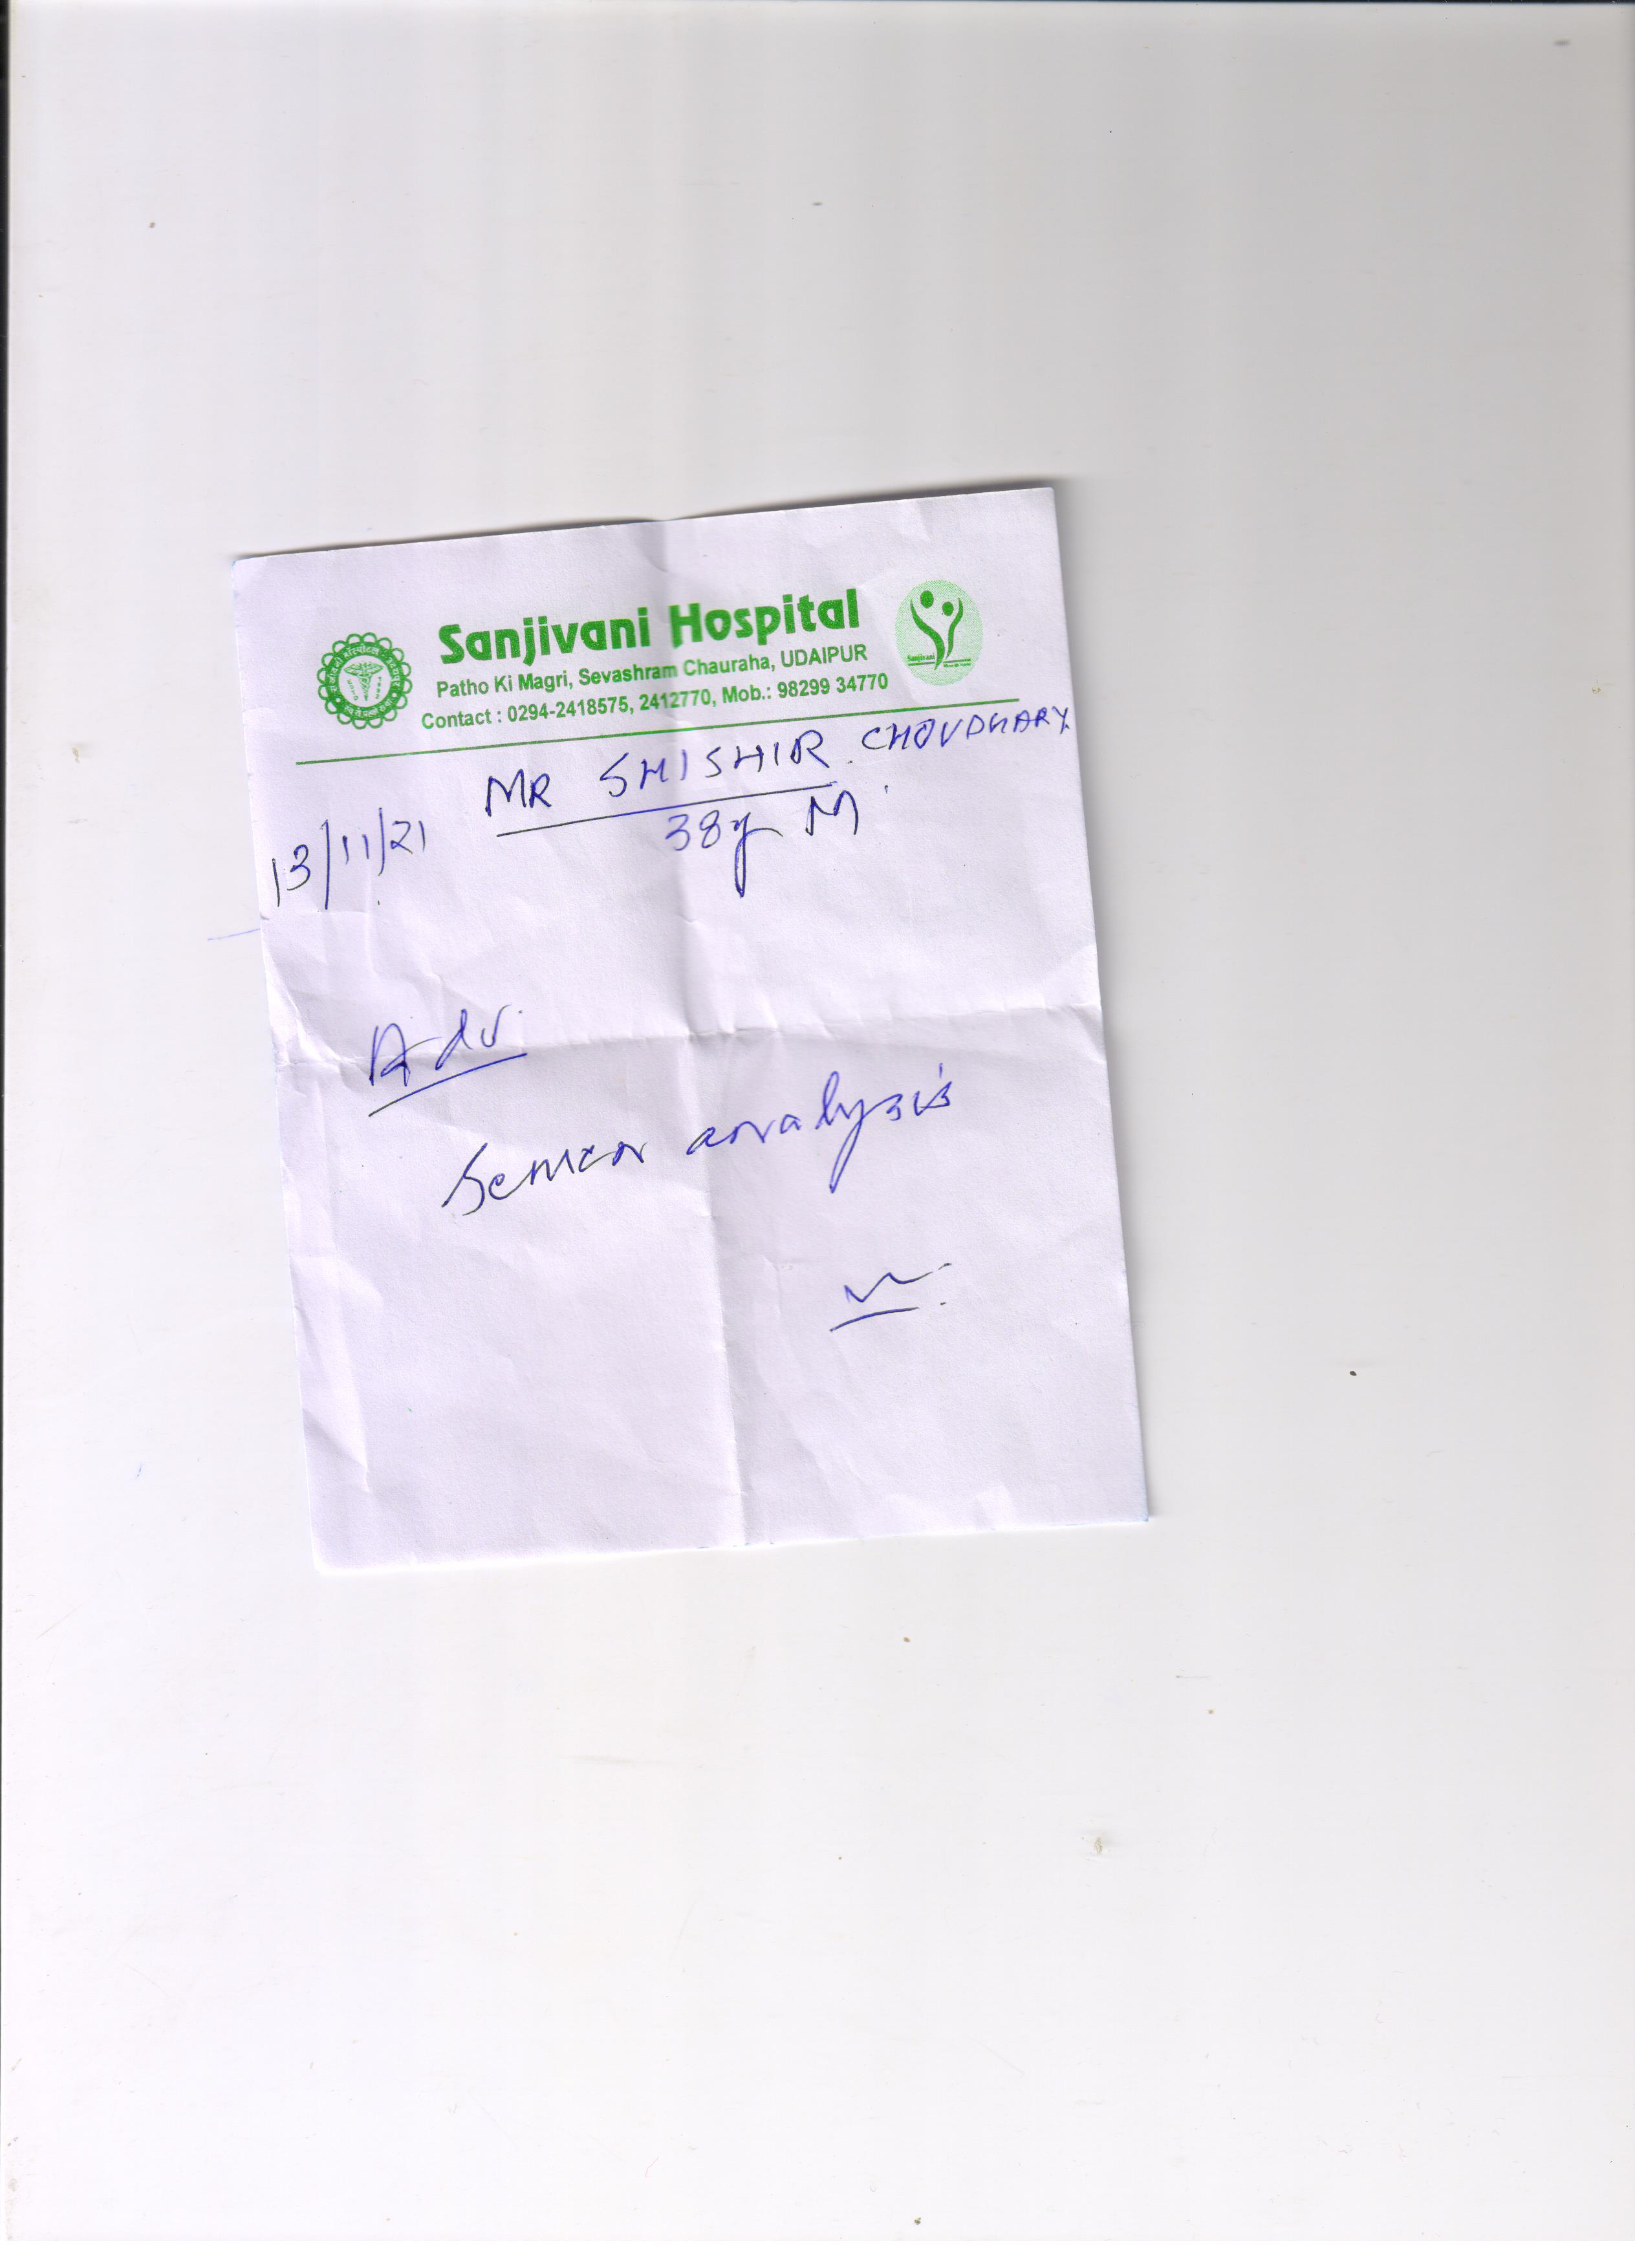 Sanjivani Hospital
Patho Ki Magri, Sevashram Chauraha, UDAIPUR
Contact : 0294-2418575, 2412770, Mob.: 98299 34770
Sanjivani
MR SHISHIR. CHOUDHARY
13/11/21
38y M
Adv.
Semen analysis